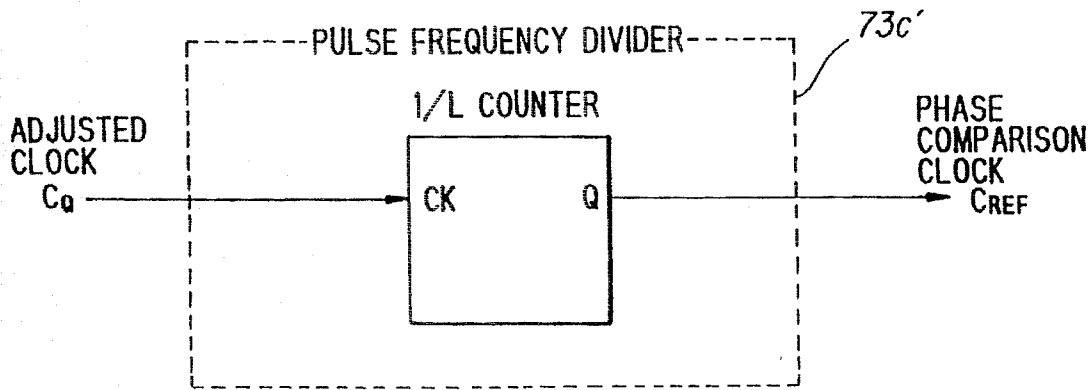 PULSE FREQUENCY DIVIDER
73c'
1/L COUNTER
ADJUSTED
CLOCK
CQ
CK
Q
PHASE
COMPARISON
CLOCK
CREF